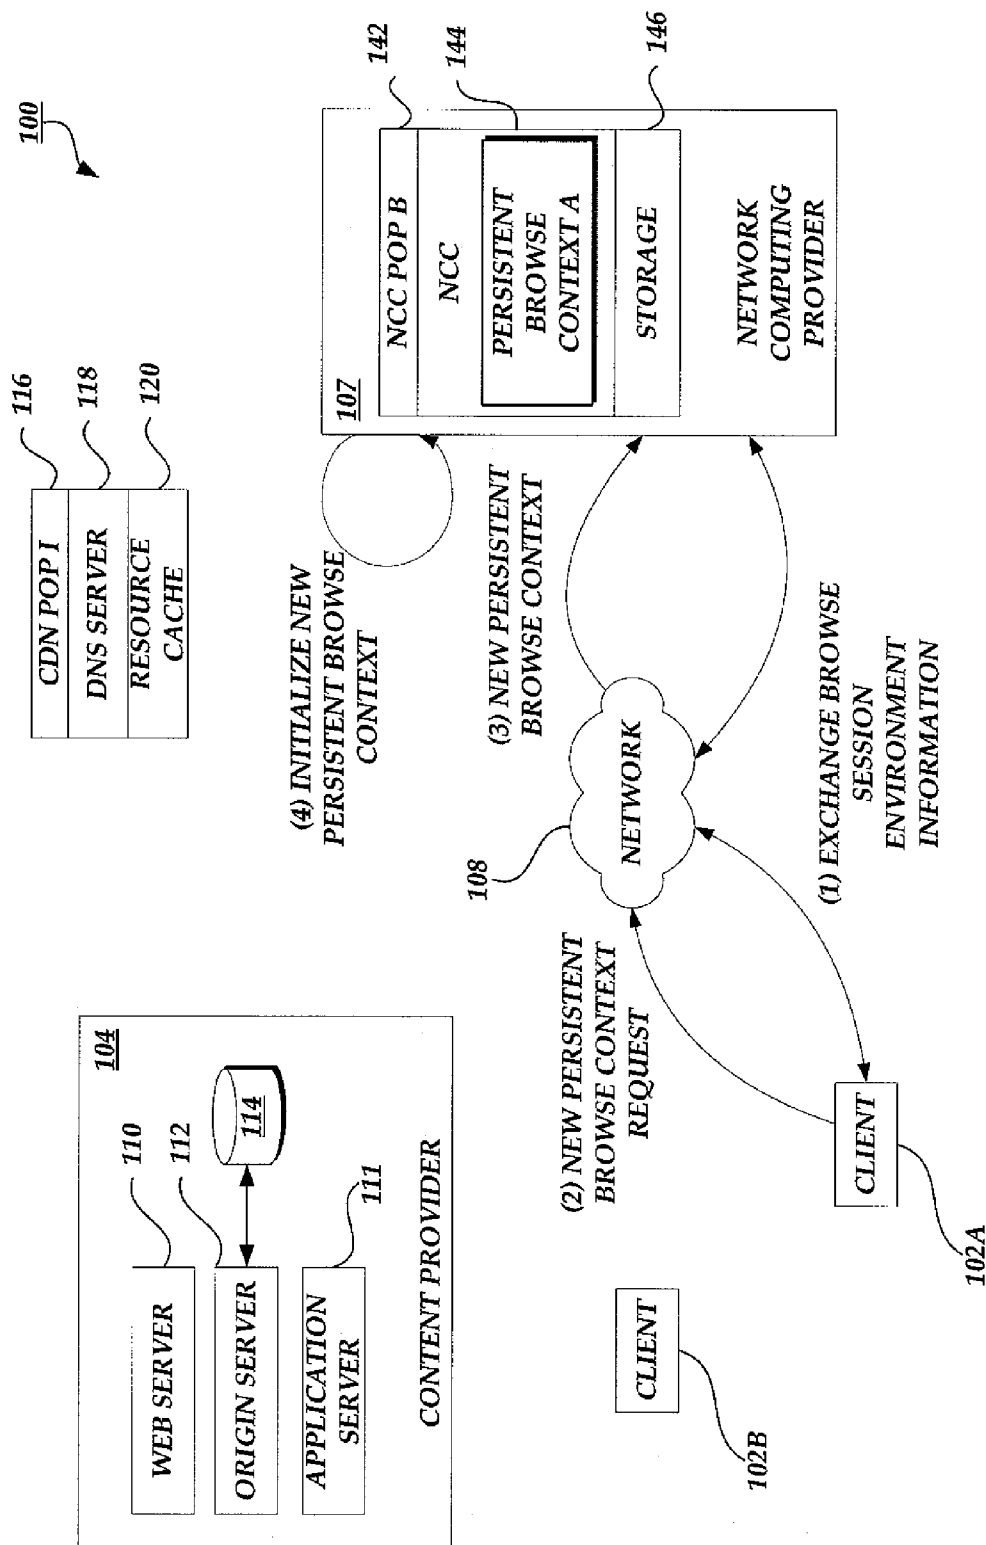 100
104
WEB SERVER
110
ORIGIN SERVER
112
114
APPLICATION
SERVER
111
CONTENT PROVIDER
CDN POP I
116
DNS SERVER
118
RESOURCE
CACHE
120
(4) INITIALIZE NEW
PERSISTENT BROWSE
CONTEXT
107
NCC POP B
142
NCC
PERSISTENT
BROWSE
CONTEXT A
144
STORAGE
146
NETWORK
COMPUTING
PROVIDER
(3) NEW PERSISTENT
BROWSE CONTEXT
108
NETWORK
(2) NEW PERSISTENT
BROWSE CONTEXT
REQUEST
(1) EXCHANGE BROWSE
SESSION
ENVIRONMENT
INFORMATION
CLIENT
102B
CLIENT
102A